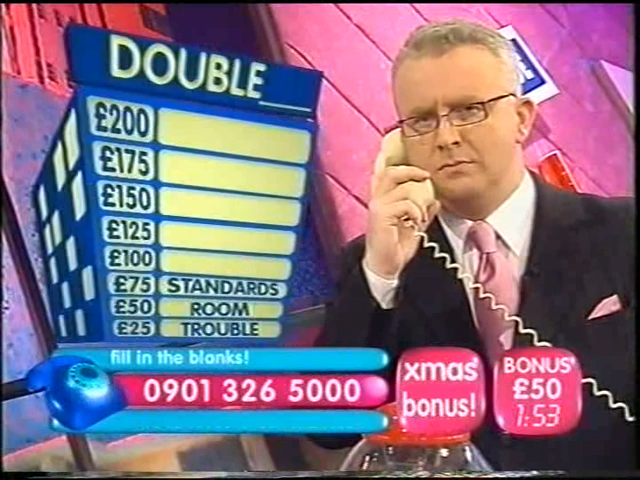 DOUBLE___
£200
£175
£150
£125
£100
£75 STANDARDS
£50 ROOM
£25 TROUBLE
fill in the blanks!
0901 326 5000
xmas
bonus!
BONUS
£50
1:53